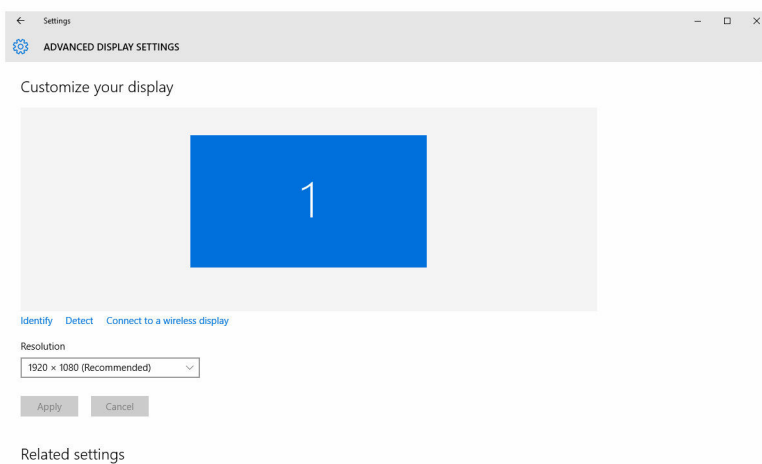 Settings
ADVANCED DISPLAY SETTINGS
Customize your display
1
Identify Detect Connect to a wireless display
Resolution
1920 × 1080 (Recommended)
Apply Cancel
Related settings